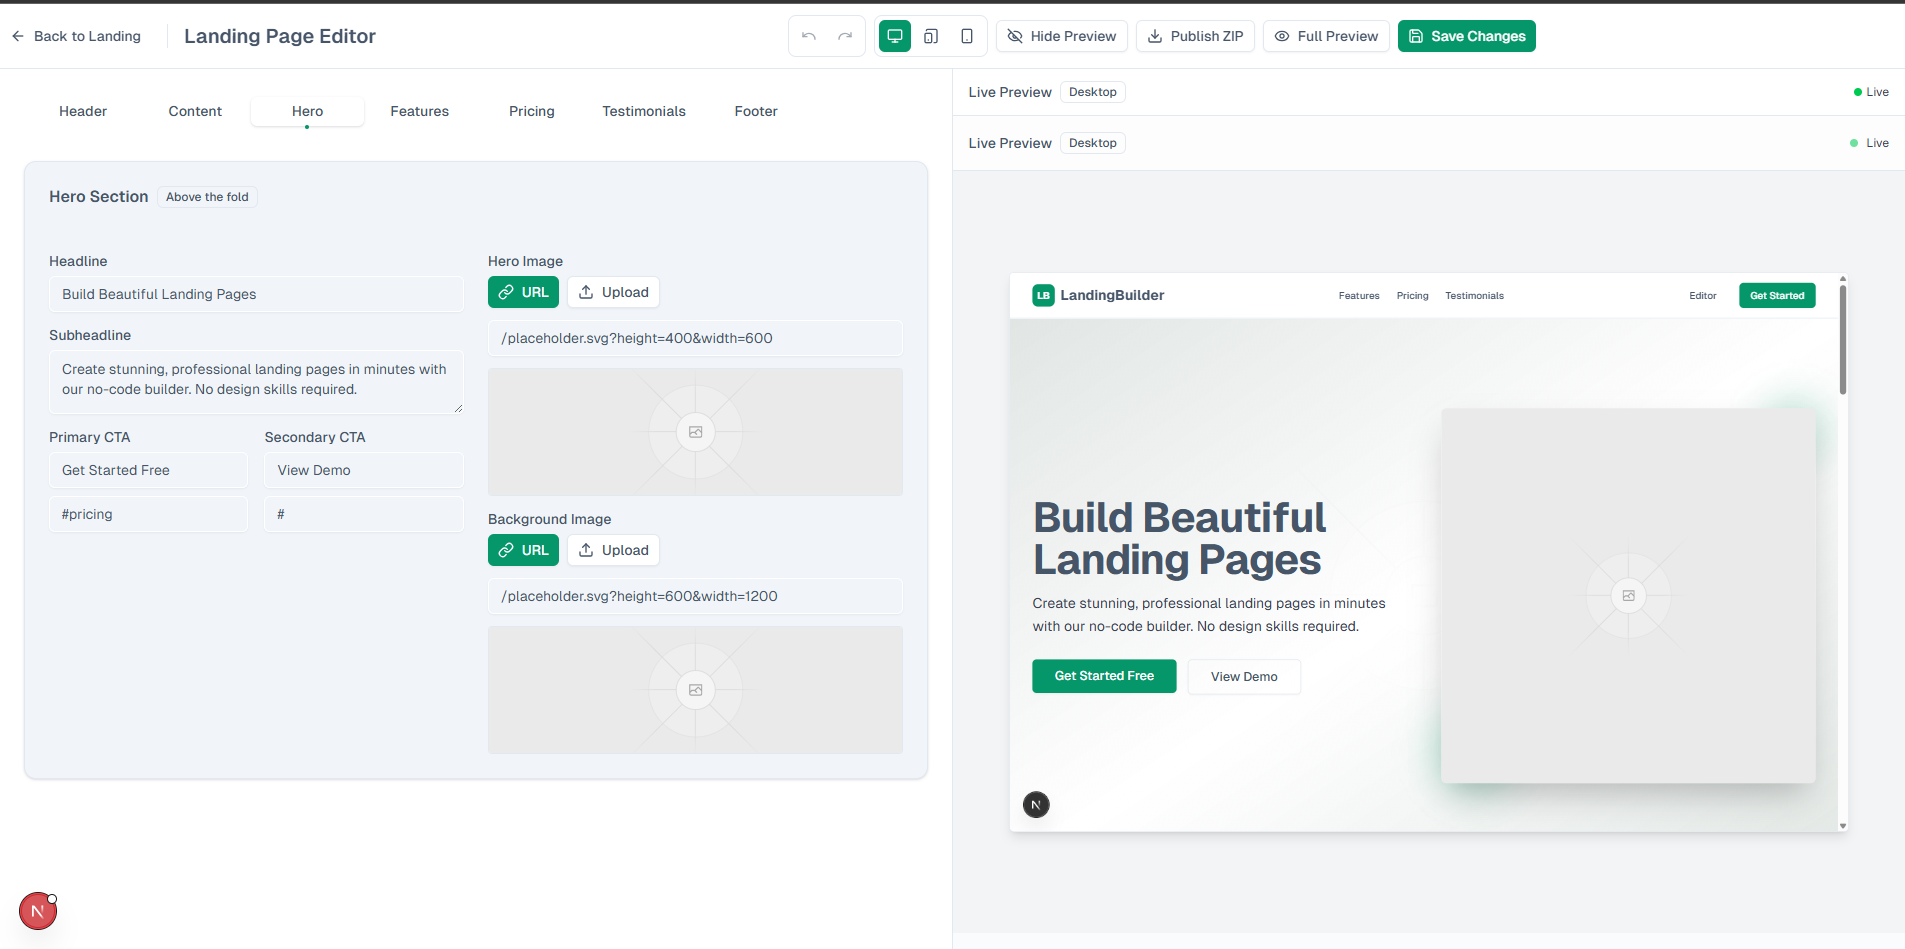 Back to Landing
Landing Page Editor
Hide Preview
Publish ZIP
Full Preview
Save Changes
Header
Content
Hero
Features
Pricing
Testimonials
Footer
Hero Section
Above the fold
Headline
Build Beautiful Landing Pages
Subheadline
Create stunning, professional landing pages in minutes with
our no-code builder. No design skills required.
Primary CTA
Secondary CTA
Get Started Free
View Demo
#pricing
#
Hero Image
URL
Upload
/placeholder.svg?height=400&width=600
Background Image
URL
Upload
/placeholder.svg?height=600&width=1200
N
Live Preview
Desktop
Live
Live Preview
Desktop
Live
LB
LandingBuilder
Features
Pricing
Testimonials
Editor
Get Started
Build Beautiful
Landing Pages
Create stunning, professional landing pages in minutes
with our no-code builder. No design skills required.
Get Started Free
View Demo
N